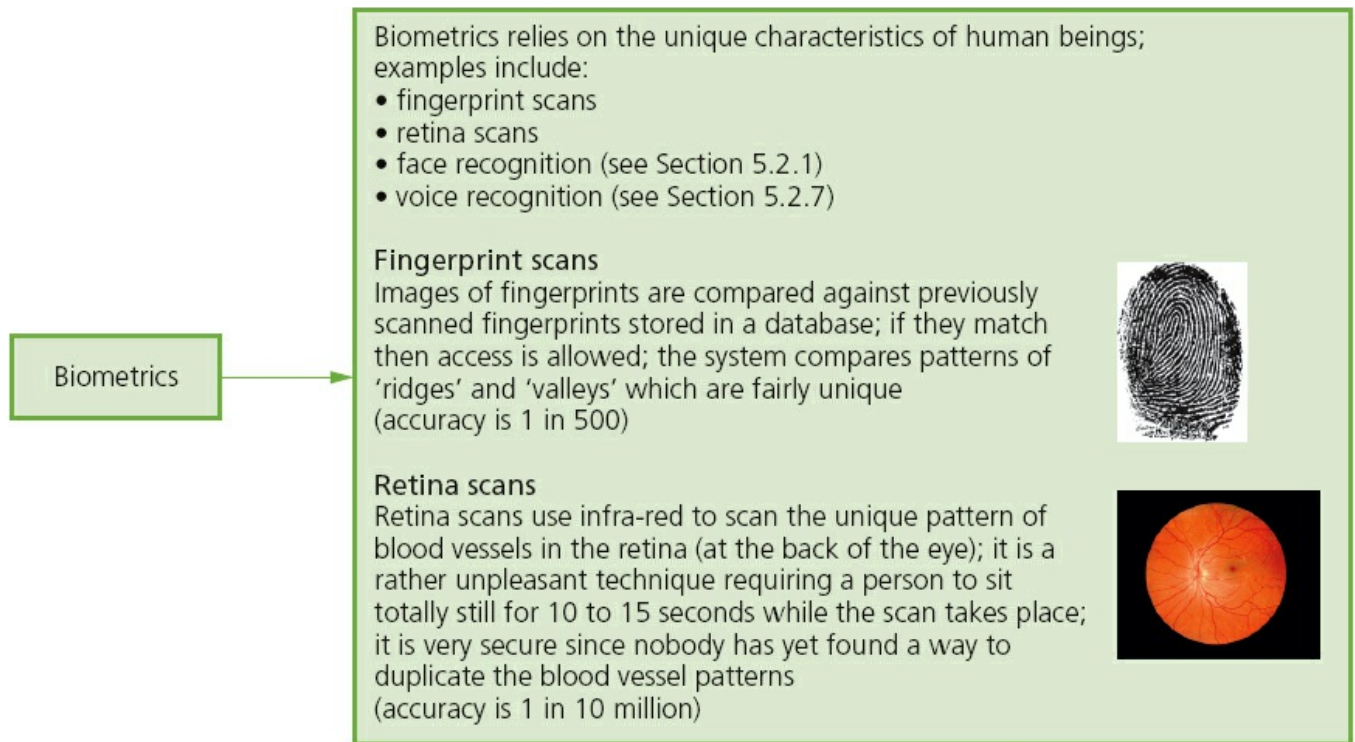 Biometrics
Biometrics relies on the unique characteristics of human beings;
examples include:
• fingerprint scans
• retina scans
• face recognition (see Section 5.2.1)
• voice recognition (see Section 5.2.7)
Fingerprint scans
Images of fingerprints are compared against previously
scanned fingerprints stored in a database; if they match
then access is allowed; the system compares patterns of
‘ridges’ and ‘valleys’ which are fairly unique
(accuracy is 1 in 500)
Retina scans
Retina scans use infra-red to scan the unique pattern of
blood vessels in the retina (at the back of the eye); it is a
rather unpleasant technique requiring a person to sit
totally still for 10 to 15 seconds while the scan takes place;
it is very secure since nobody has yet found a way to
duplicate the blood vessel patterns
(accuracy is 1 in 10 million)